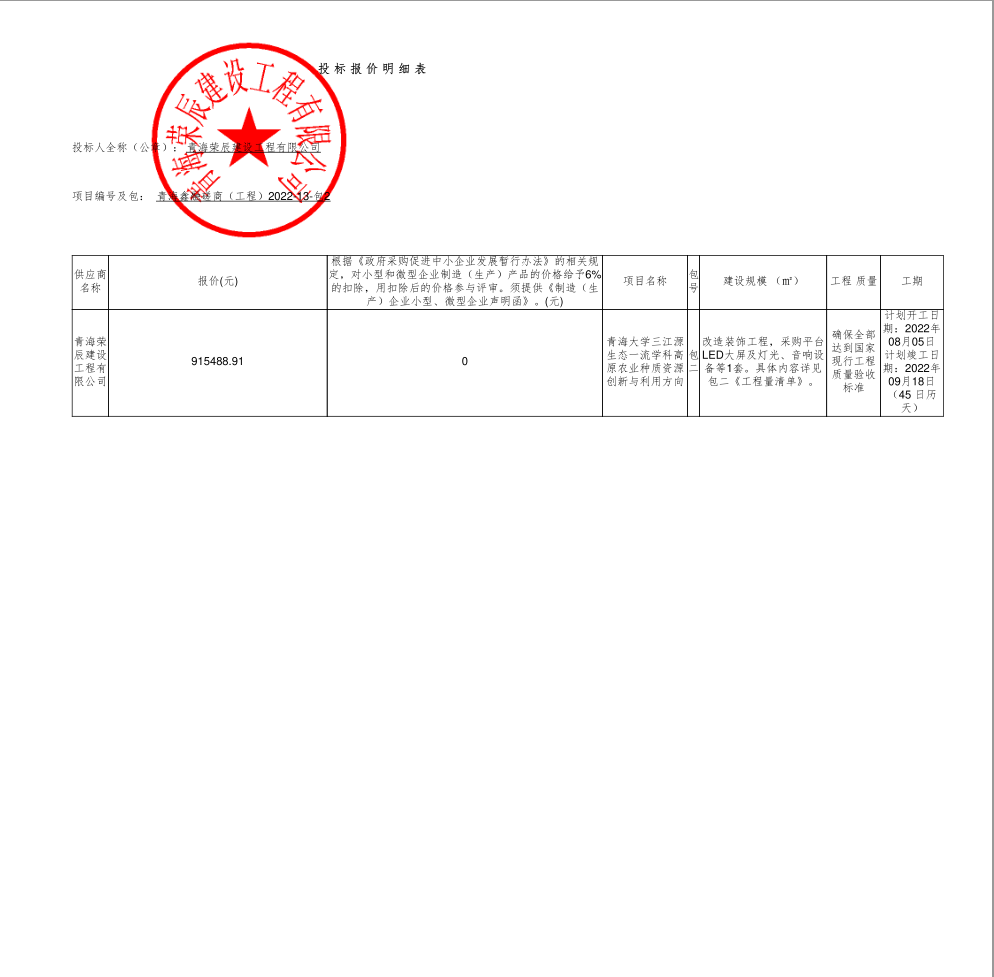 投标报价明细表
青海荣辰建设工程有限公司
投标人全称（公章）：青海荣辰建设工程有限公司
项目编号及包： 青海鑫 磋商（工程）2022-13-包2
供应商
名称
报价(元)
根据《政府采购促进中小企业发展暂行办法》的相关规
定，对小型和微型企业制造（生产）产品的价格给予6%
的扣除，用扣除后的价格参与评审。须提供《制造（生
产）企业小型、微型企业声明函》。(元)
项目名称
包
号
建设规模 （㎡）
工程 质量
工期
青海荣
辰建设
工程有
限公司
915488.91
0
青海大学三江源
生态一流学科高
原农业种质资源
创新与利用方向
包
二
改造装饰工程，采购平台
LED大屏及灯光、音响设
备等1套。具体内容详见
包二《工程量清单》。
确保全部
达到国家
现行工程
质量验收
标准
计划开工日
期：2022年
08月05日
计划竣工日
期：2022年
09月18日
（45 日历
天）